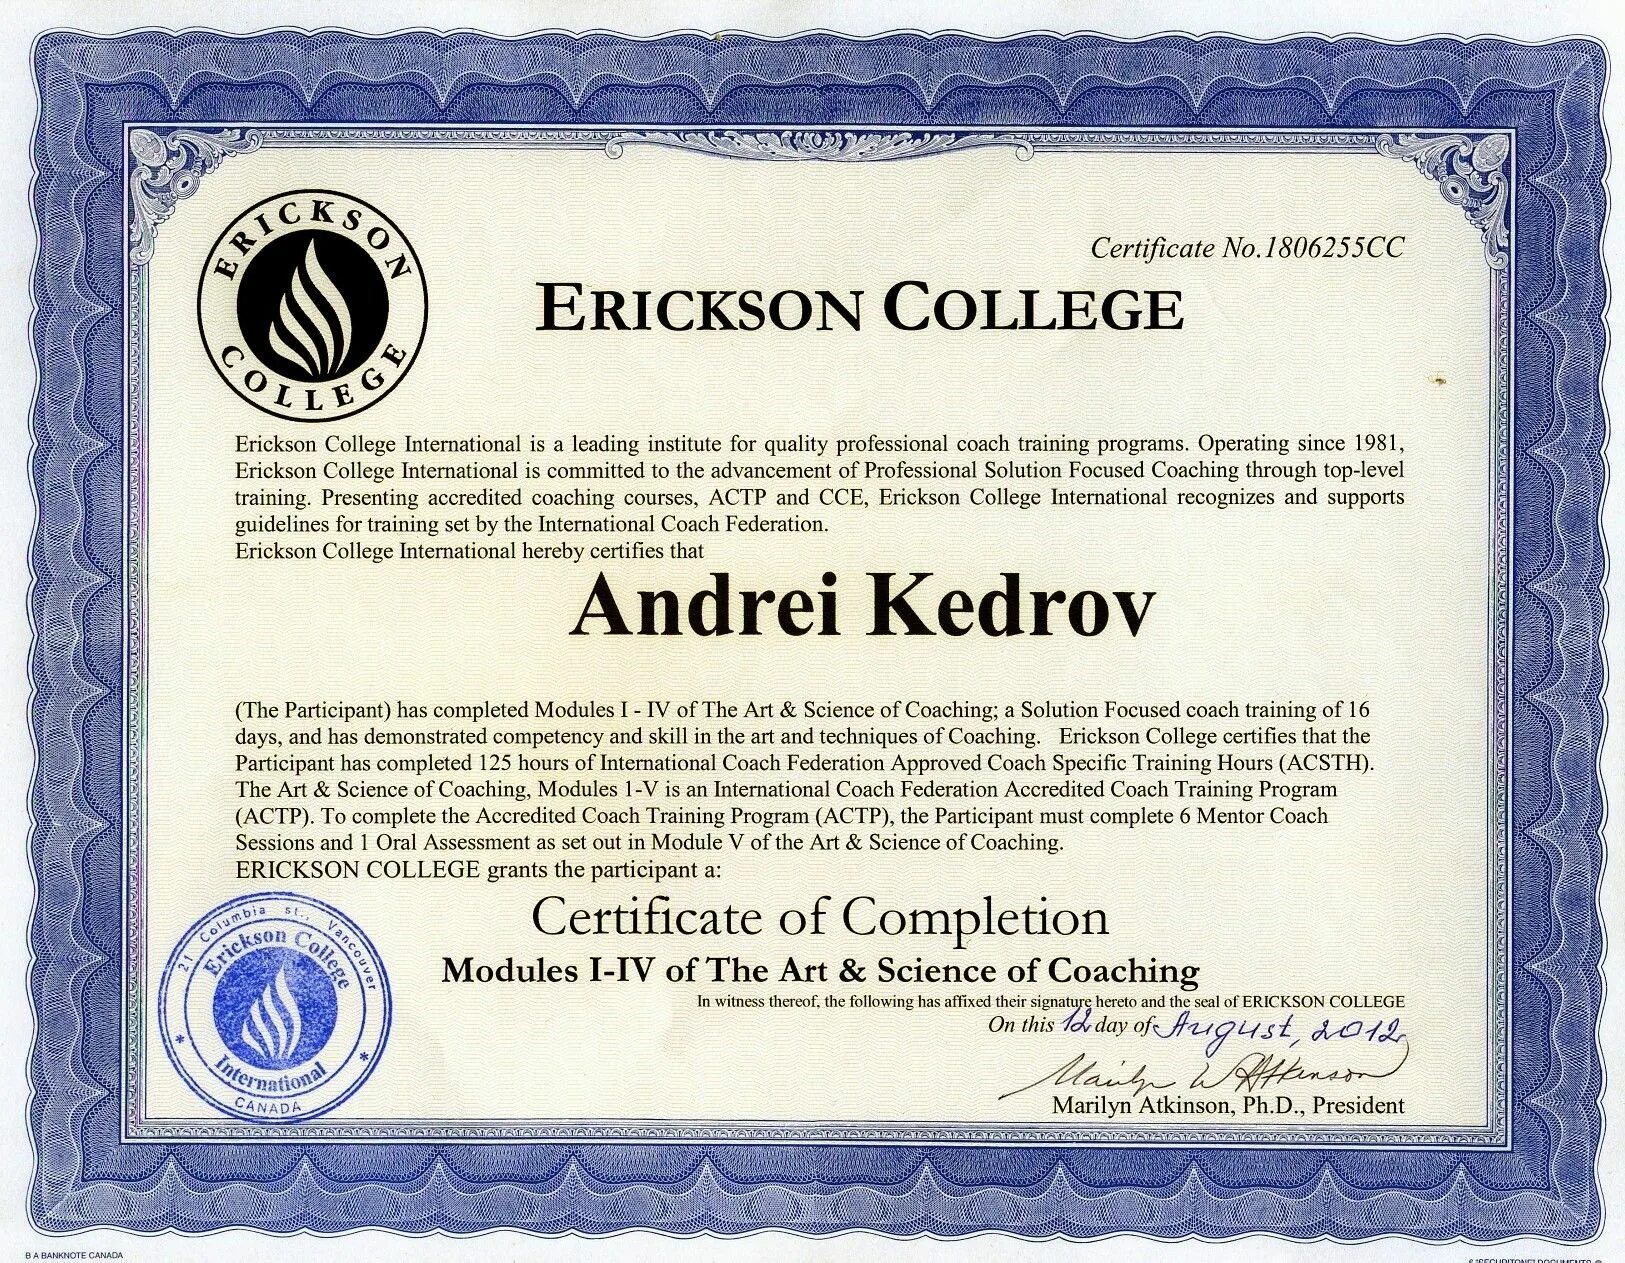 ERICKSON COLLEGE
Certificate No.1806255CC
ERICKSON COLLEGE
Erickson College International is a leading institute for quality professional coach training programs. Operating since 1981,
Erickson College International is committed to the advancement of Professional Solution Focused Coaching through top-level
training. Presenting accredited coaching courses, ACTP and CCE, Erickson College International recognizes and supports
guidelines for training set by the International Coach Federation.
Erickson College International hereby certifies that
Andrei Kedrov
(The Participant) has completed Modules I - IV of The Art & Science of Coaching; a Solution Focused coach training of 16
days, and has demonstrated competency and skill in the art and techniques of Coaching. Erickson College certifies that the
Participant has completed 125 hours of International Coach Federation Approved Coach Specific Training Hours (ACSTH).
The Art & Science of Coaching, Modules 1-V is an International Coach Federation Accredited Coach Training Program
(ACTP). To complete the Accredited Coach Training Program (ACTP), the Participant must complete 6 Mentor Coach
Sessions and 1 Oral Assessment as set out in Module V of the Art & Science of Coaching.
ERICKSON COLLEGE grants the participant a:
Certificate of Completion
Modules I-IV of The Art & Science of Coaching
In witness thereof, the following has affixed their signature hereto and the seal of ERICKSON COLLEGE
On this 12 day of August, 2012
Marilyn W Atkinson
Marilyn Atkinson, Ph.D., President
21 Columbia st., Vancouver
Erickson College
International
* CANADA *
B A BANKNOTE CANADA